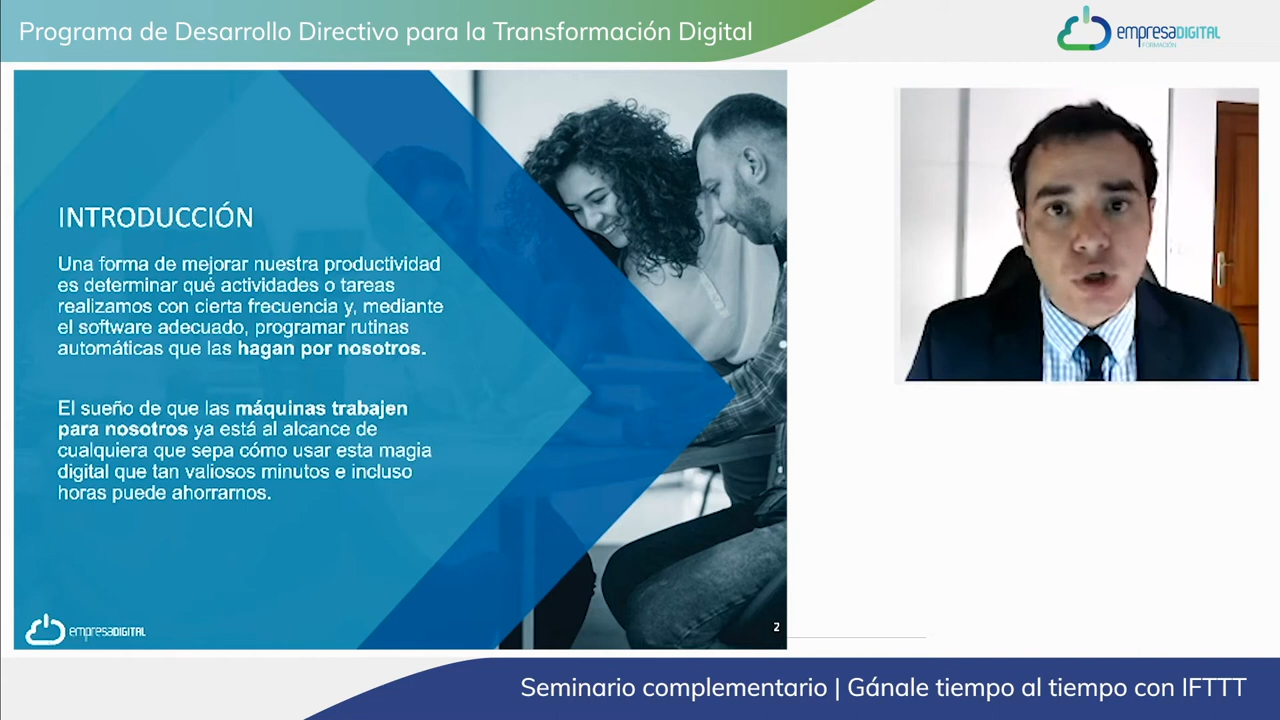 Programa de Desarrollo Directivo para la Transformación Digital
empresaDIGITAL
FORMACIÓN
INTRODUCCIÓN
Una forma de mejorar nuestra productividad
es determinar qué actividades o tareas
realizamos con cierta frecuencia y, mediante
el software adecuado, programar rutinas
automáticas que las hagan por nosotros.
El sueño de que las máquinas trabajen
para nosotros ya está al alcance de
cualquiera que sepa cómo usar esta magia
digital que tan valiosos minutos e incluso
horas puede ahorrarnos.
empresaDIGITAL
2
Seminario complementario | Gánale tiempo al tiempo con IFTTT